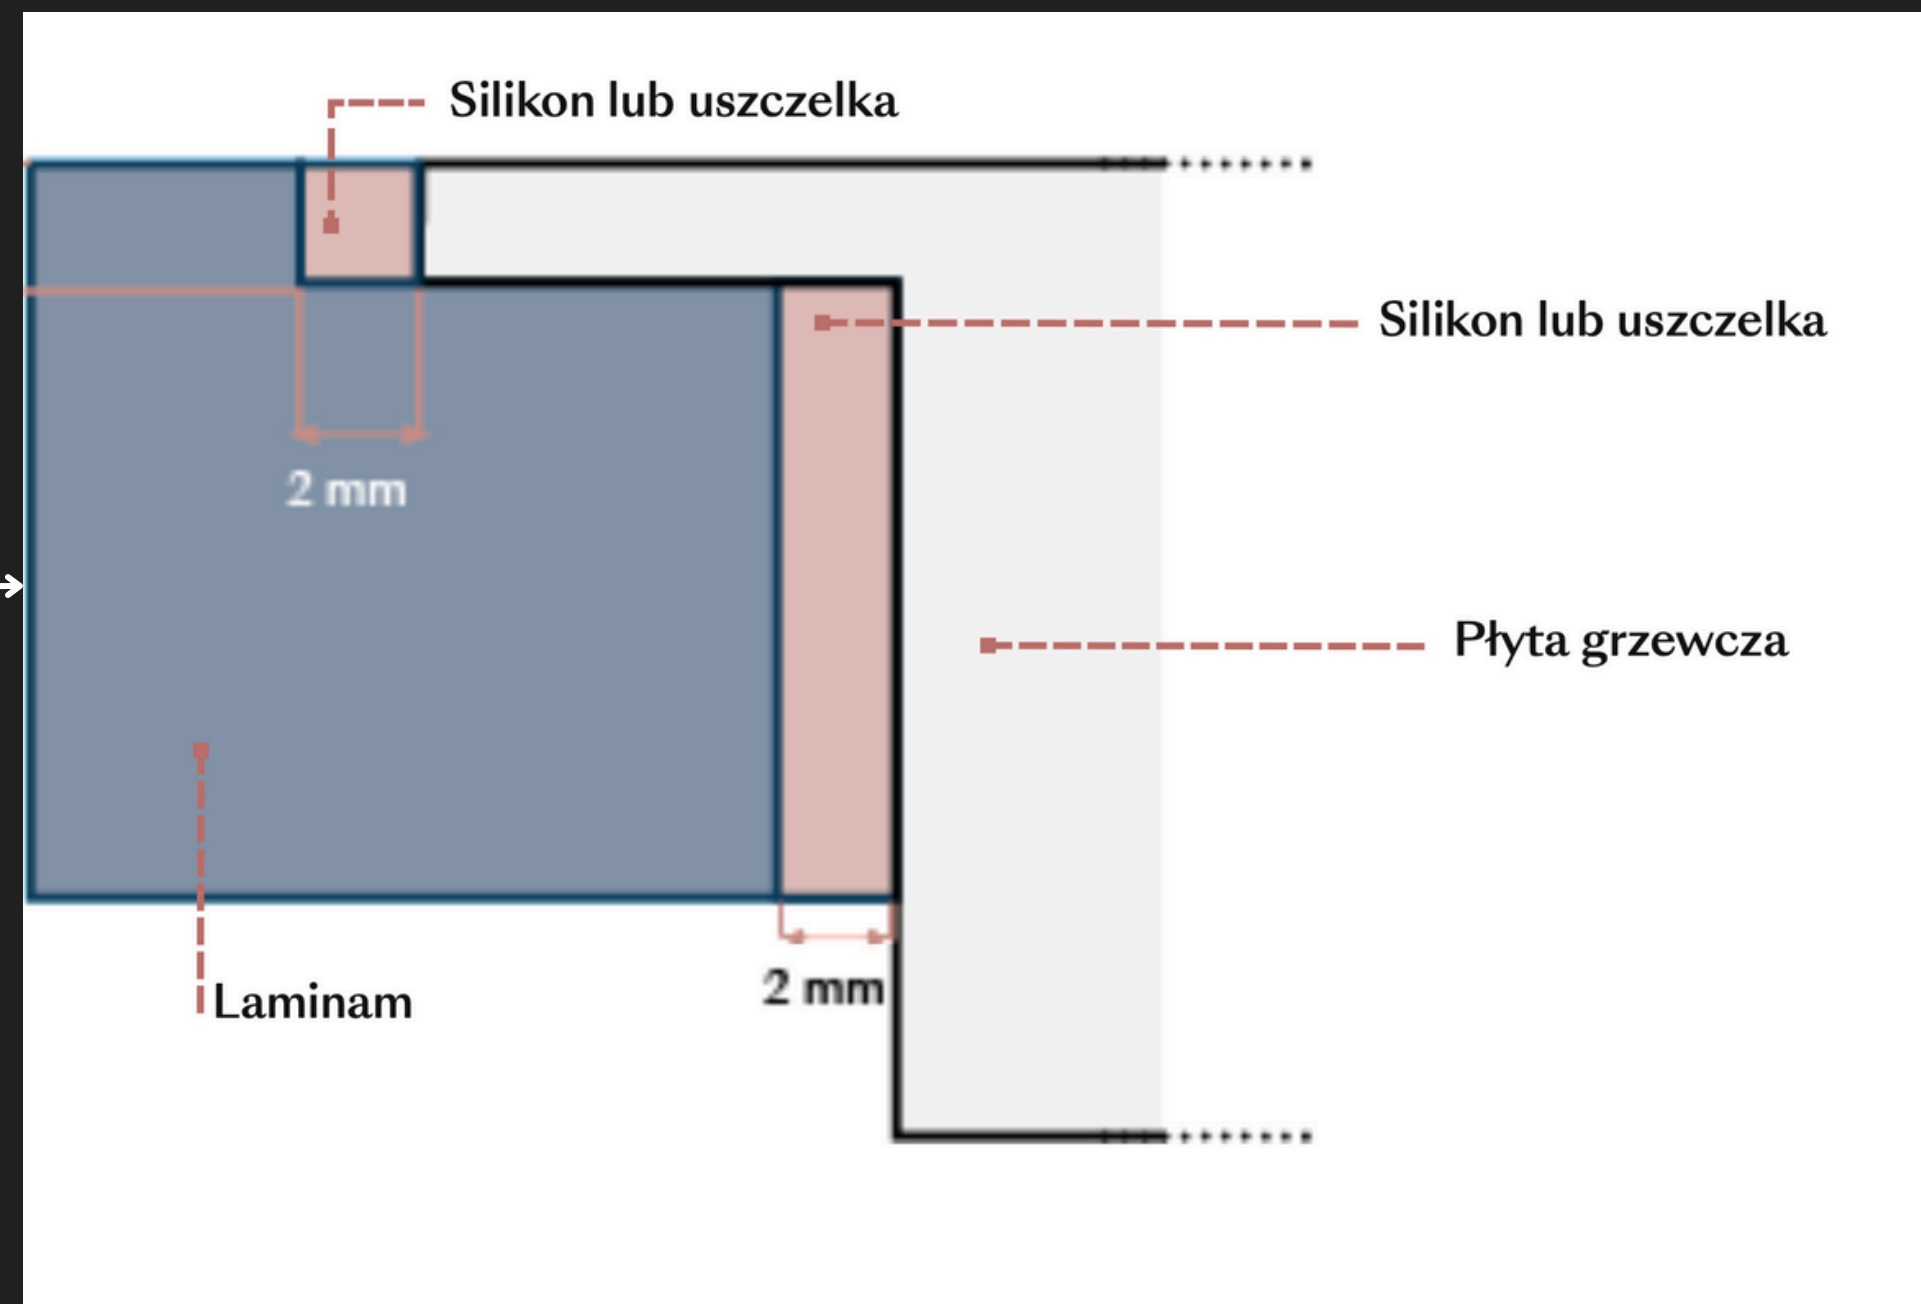 Silikon lub uszczelka
Silikon lub uszczelka
2 mm
Płyta grzewcza
2 mm
Laminam